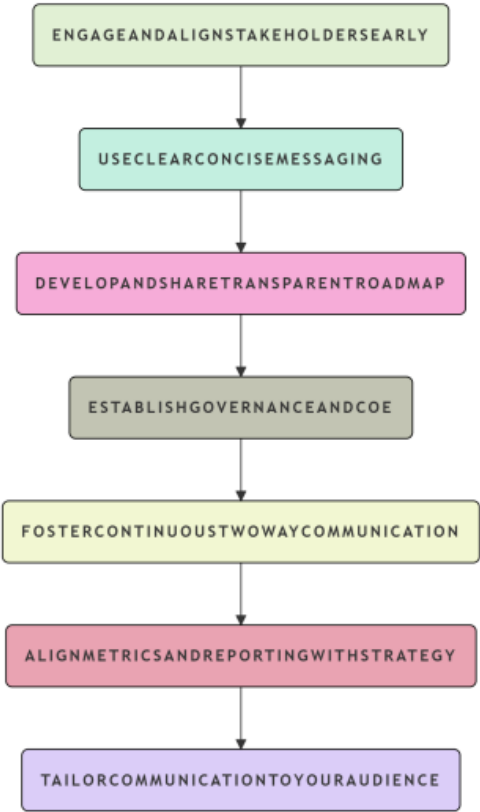 ENGAGEANDALIGNSTAKEHOLDERSEARLY
USECLEARCONCISEMESSAGING
DEVELOPANDSHARETRANSPARENTROADMAP
ESTABLISHGOVERNANCEANDCOE
FOSTERCONTINUOUSTWOWAYCOMMUNICATION
ALIGNMETRICSANDREPORTINGWITHSTRATEGY
TAILORCOMMUNICATIONTOYOURAUDIENCE